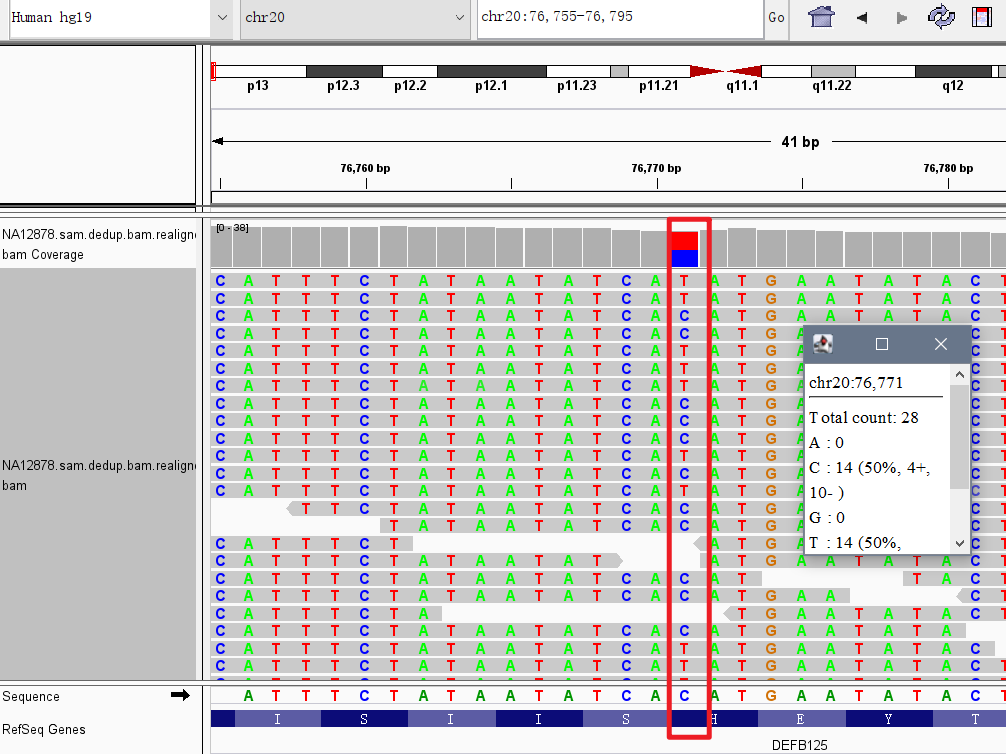 Human hg19 chr20 chr20:76,755-76,795 Go
p13 p12.3 p12.2 p12.1 p11.23 p11.21 q11.1 q11.22 q12
41 bp
76,760 bp 76,770 bp 76,780 bp
NA12878.sam.dedup.bam.realigne
bam Coverage
[0 - 38]
NA12878.sam.dedup.bam.realigne
bam
C A T T T C T A T A A T A T C A T A T G A A T A T A C T
C A T T T C T A T A A T A T C A T A T G A A T A T A C T
C A T T T C T A T A A T A T C A C A T G A A T A T A C T
C A T T T C T A T A A T A T C A C A T G A C T
C A T T T C T A T A A T A T C A T A T G A C T
C A T T T C T A T A A T A T C A T A T G A C T
C A T T T C T A T A A T A T C A T A T G A C T
C A T T T C T A T A A T A T C A C A T G A C T
C A T T T C T A T A A T A T C A C A T G A C T
C A T T T C T A T A A T A T C A C A T G A C T
C A T T T C T A T A A T A T C A T A T G A C T
C A T T T C T A T A A T A T C A C A T G A C T
C A T T T C T A T A A T A T C A T A T G A C T
T T C T A T A A T A T C A C A T G A C T
T A T A A T A T C A C A T G A C T
C A T T T C T A T G A C T
C A T T T C T A T A A T A T A T G A A T A T A C T
C A T T T C T A T A A T A T C A C A T T A C T
C A T T T C T A T A A T A T C A C A T G A A C T
C A T T T C T A T G A A T A T A C T
C A T T T C T A T A A T A T C A C A T G A A T A T A
C A T T T C T A T A A T A T C A T A T G A A T A T A C
C A T T T C T A T A A T A T C A T A T G A A T A T A C T
chr20:76,771
Total count: 28
A : 0
C : 14 (50%, 4+,
10- )
G : 0
T : 14 (50%,
Sequence A T T T C T A T A A T A T C A C A T G A A T A T A C T
RefSeq Genes I S I I S H E Y T
DEFB125